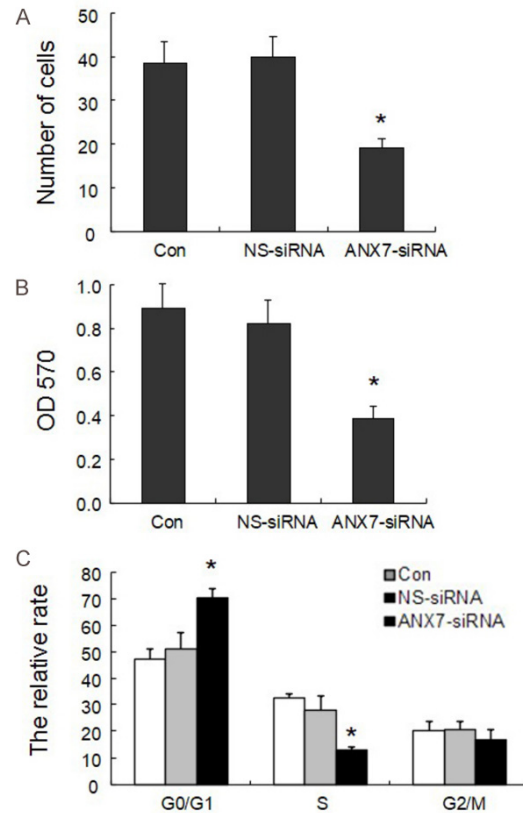 A
Number of cells
50
40
30
20
10
0
*
Con NS-siRNA ANX7-siRNA
B
OD 570
1.0
0.8
0.6
0.4
0.2
0.0
*
Con NS-siRNA ANX7-siRNA
C
The relative rate
80
70
60
50
40
30
20
10
0
*
*
Con
NS-siRNA
ANX7-siRNA
G0/G1 S G2/M